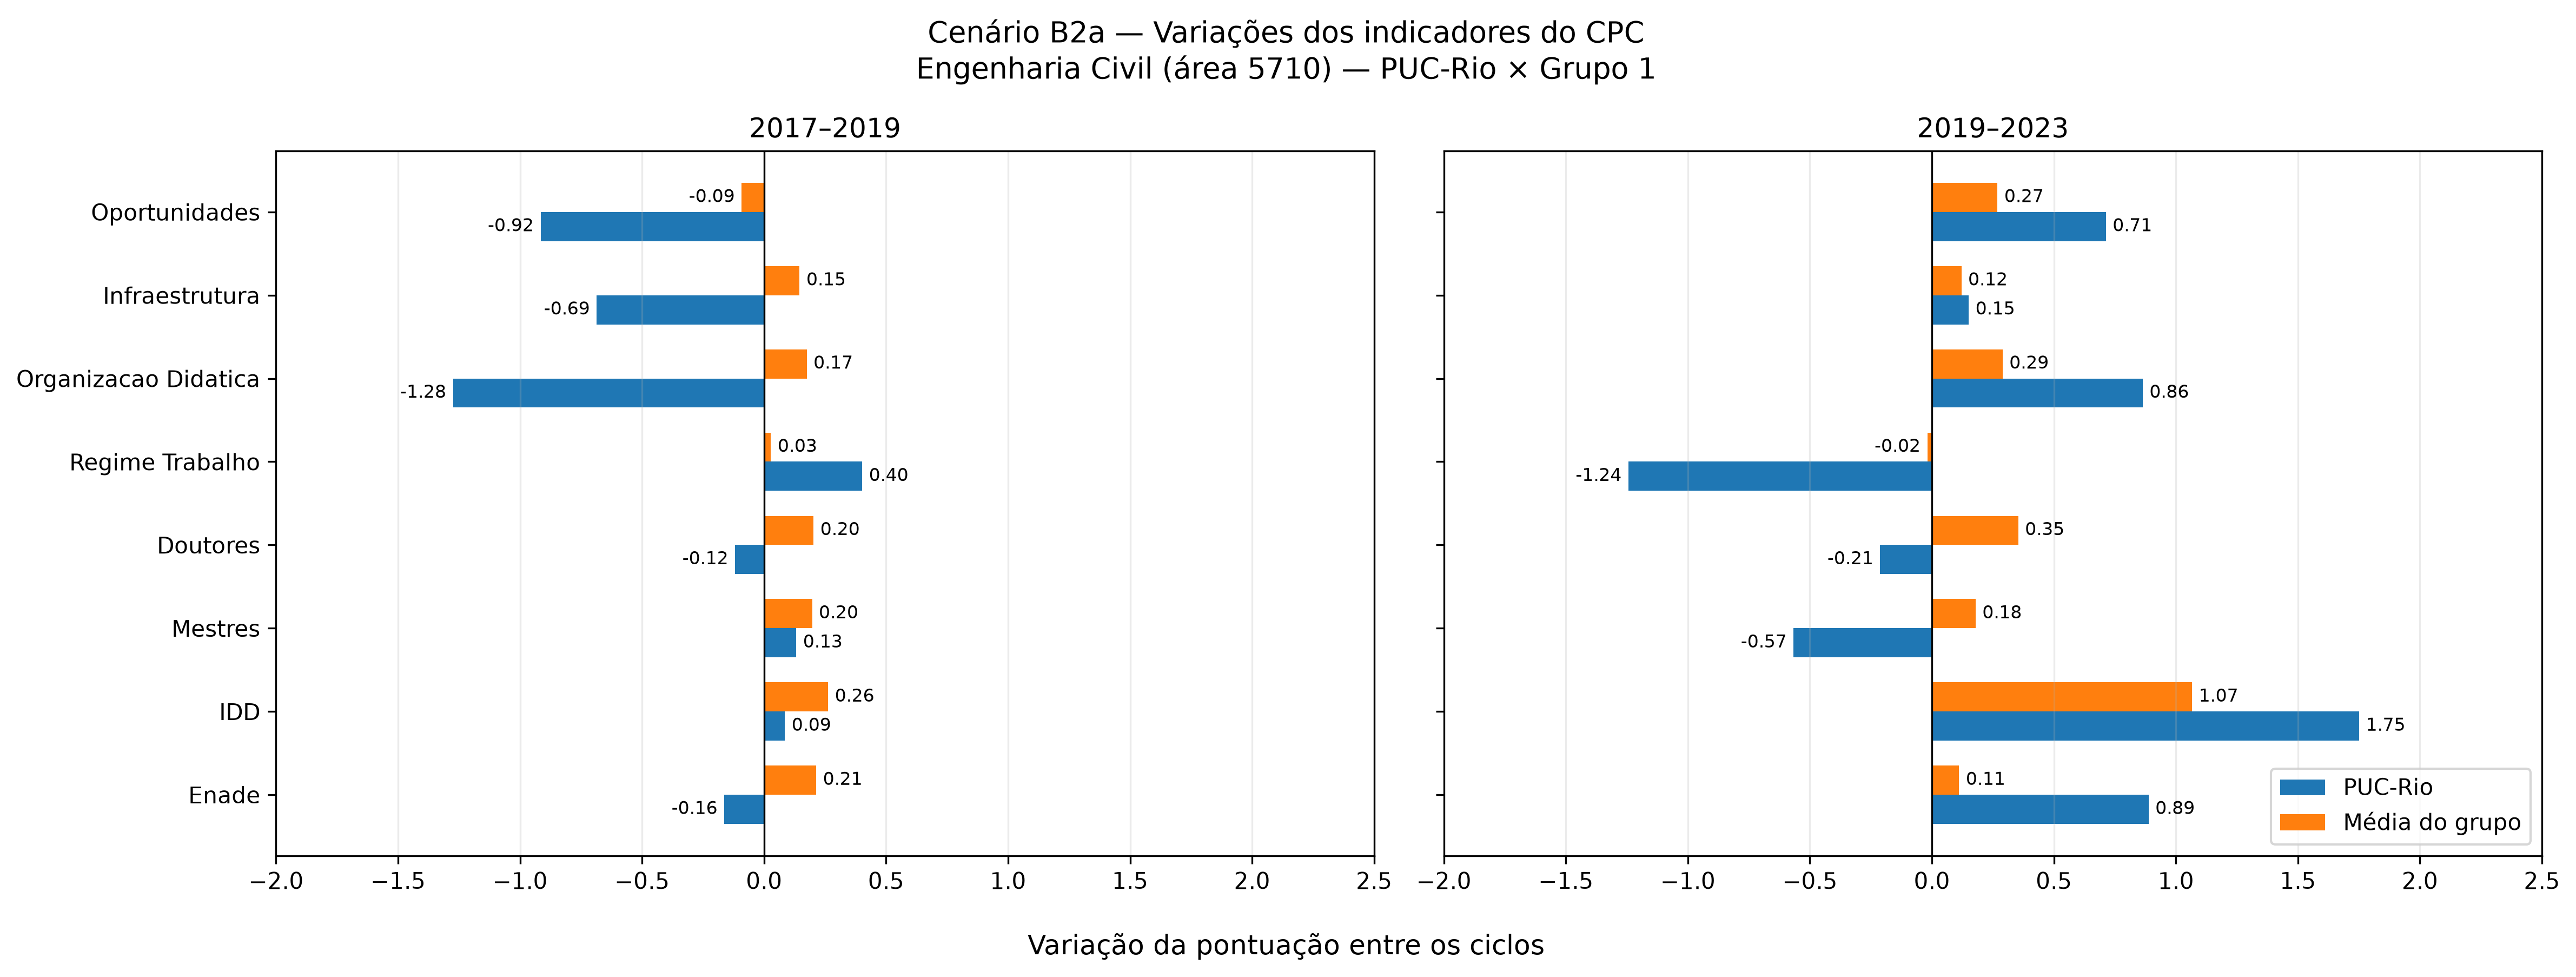 Cenário B2a — Variações dos indicadores do CPC
Engenharia Civil (área 5710) — PUC-Rio × Grupo 1
2017–2019
2019–2023
Oportunidades
-0.09
-0.92
0.27
0.71
Infraestrutura
0.15
-0.69
0.12
0.15
Organizacao Didatica
0.17
-1.28
0.29
0.86
Regime Trabalho
0.03
0.40
-0.02
-1.24
Doutores
0.20
-0.12
0.35
-0.21
Mestres
0.20
0.13
0.18
-0.57
IDD
0.26
0.09
1.07
1.75
Enade
0.21
-0.16
0.11
0.89
PUC-Rio
Média do grupo
−2.0 −1.5 −1.0 −0.5 0.0 0.5 1.0 1.5 2.0 2.5
−2.0 −1.5 −1.0 −0.5 0.0 0.5 1.0 1.5 2.0 2.5
Variação da pontuação entre os ciclos